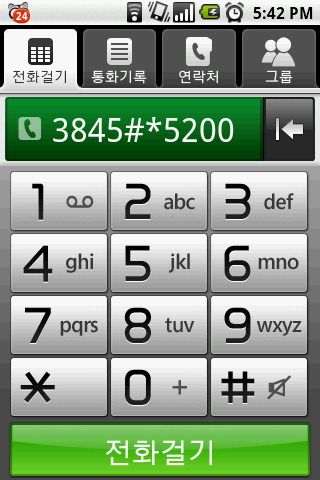 24 5:42 PM
전화걸기 통화기록 연락처 그룹
3845#*5200
1 2 abc 3 def
4 ghi 5 jkl 6 mno
7 pqrs 8 tuv 9 wxyz
* 0 + #
전화걸기